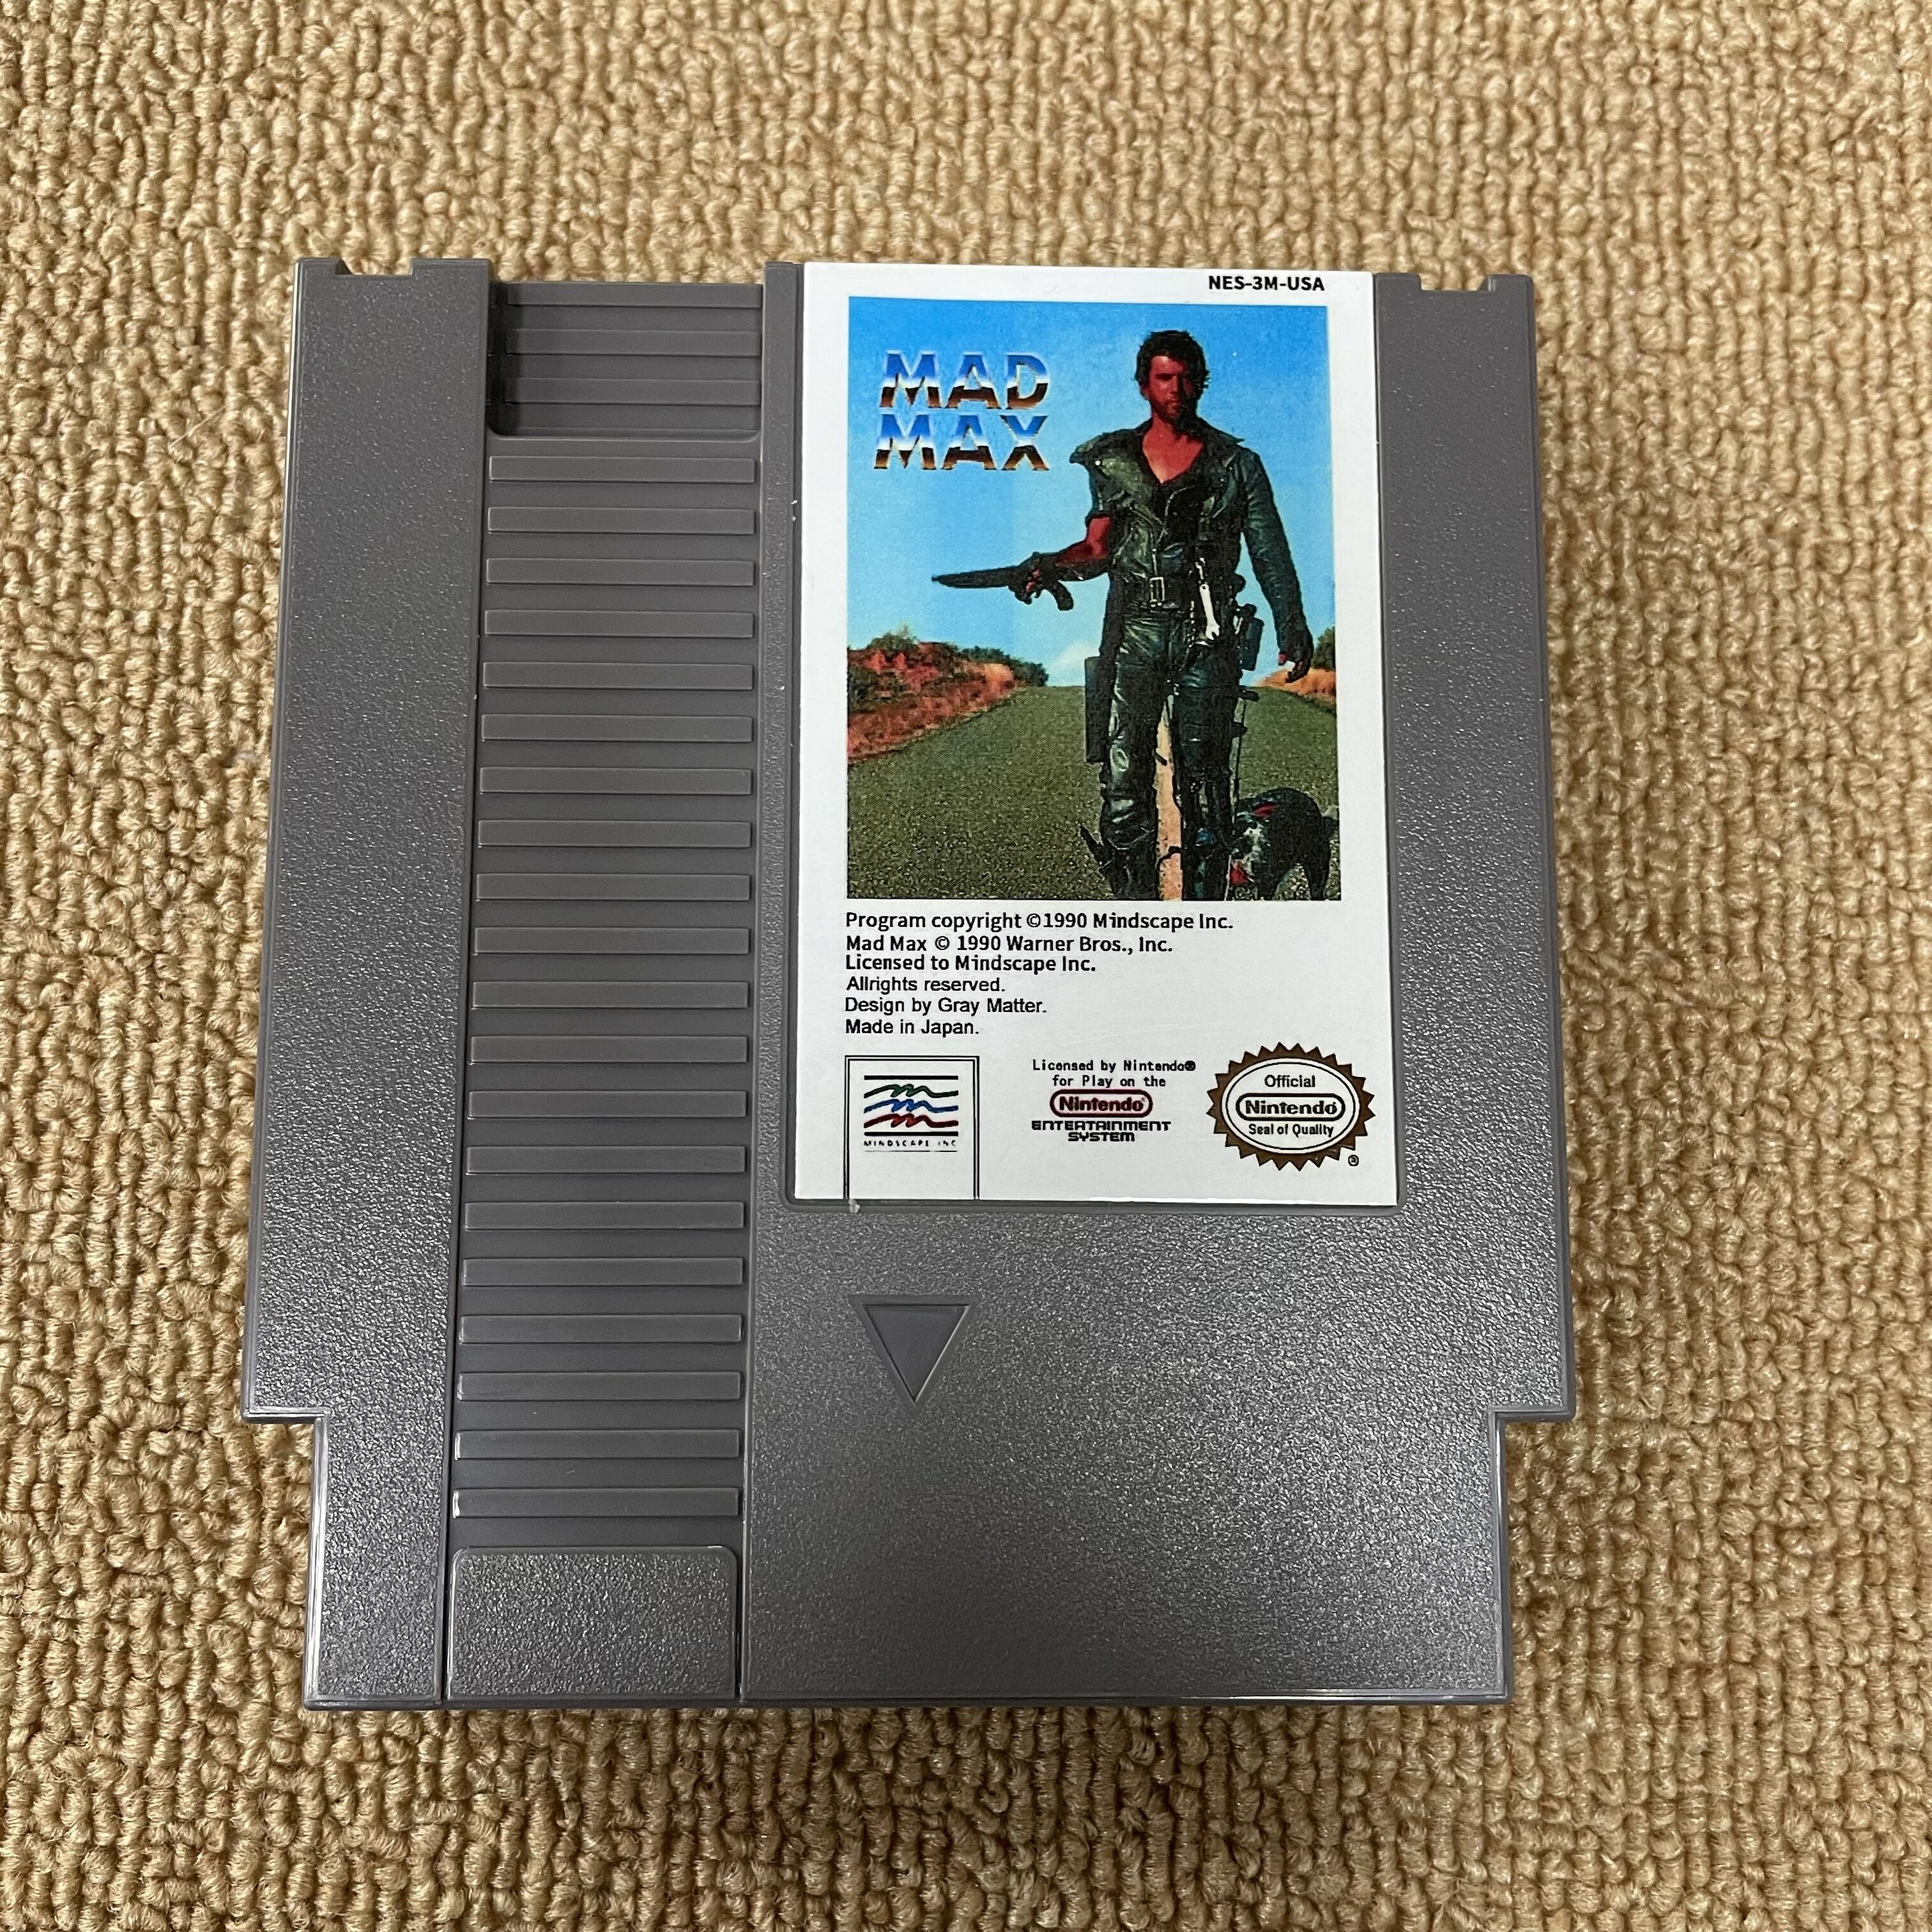 NES-3M-USA
MAD
MAX
Program copyright ©1990 Mindscape Inc.
Mad Max © 1990 Warner Bros., Inc.
Licensed to Mindscape Inc.
Allrights reserved.
Design by Gray Matter.
Made in Japan.
MINDSCAPE INC
Licensed by Nintendo®
for Play on the
Nintendo®
ENTERTAINMENT
SYSTEM
Official
Nintendo
Seal of Quality
®